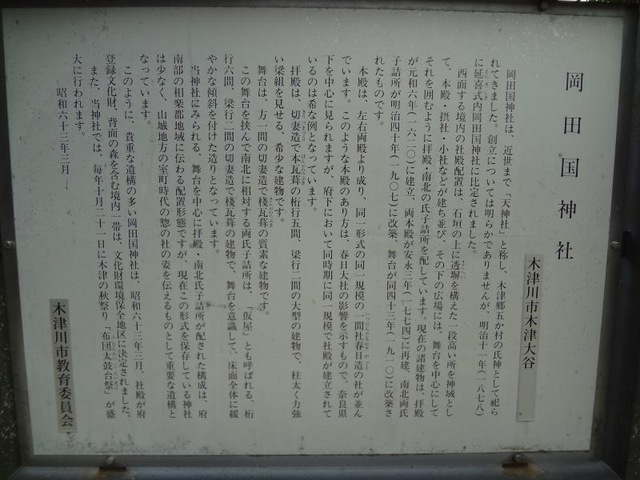 岡田国神社
木津川市木津大谷
岡田国神社は、近世まで「天神社」と称し、木津郷五か村の氏神として祀ら
れてきました。創立については明らかでありませんが、明治十一年(一八七八)
に延喜式内岡田国神社に比定されました。
西面する境内の社殿配置は、石垣の上に透塀を構えた一段高い所を神域とし
て、本殿・摂社・小社などが建ち並び、その下の広場には、舞台を中心にして
それを囲むように拝殿・南北の氏子詰所を配しています。現在の諸建物は、拝殿
が元和六年(一六二〇)に建立、両本殿が安永三年(一七七四)に再建、南北両氏
子詰所が明治四十年(一九〇七)に改築、舞台が同四十三年(一九一〇)に改築さ
れたものです。
本殿は、左右両殿より成り、同一形式の同一規模の一間社春日造の社が並ん
でいます。このような本殿のあり方は、春日大社の影響を示すもので、奈良県
下を中心に見られますが、府下において同時期に同一規模で社殿が建立されて
いるのは希な例となっています。
拝殿は、切妻造で本瓦葺の桁行五間、梁行三間の大型の建物で、柱太く力強
い梁組を見せる、希少な建物です。
舞台は、方一間の切妻造で桟瓦葺の質素な建物です。
この舞台を挟んで南北に相対する両氏子詰所は、「仮屋」とも呼ばれる、桁
行六間、梁行二間の切妻造で桟瓦葺の建物で、舞台を意識して、床面全体に緩
やかな傾斜を付けた造りとなっています。
当神社にみられる、舞台を中心に拝殿・南北氏子詰所が配された構成は、府
南部の相楽郡地域に伝わる配置形態ですが、現在この形式を保存している神社
は少なく、山城地方の室町時代の惣の社の姿を伝えるものとして重要な遺構と
なっています。
このように、貴重な遺構の多い岡田国神社は、昭和六十三年三月、社殿が府
登録文化財、背面の森を含む境内一帯は、文化財環境保全地区に決定されました。
また、当神社では、毎年十月二十一日に木津の秋祭り「布団太鼓台祭」が盛
大に行われます。
昭和六十三年三月
木津川市教育委員会